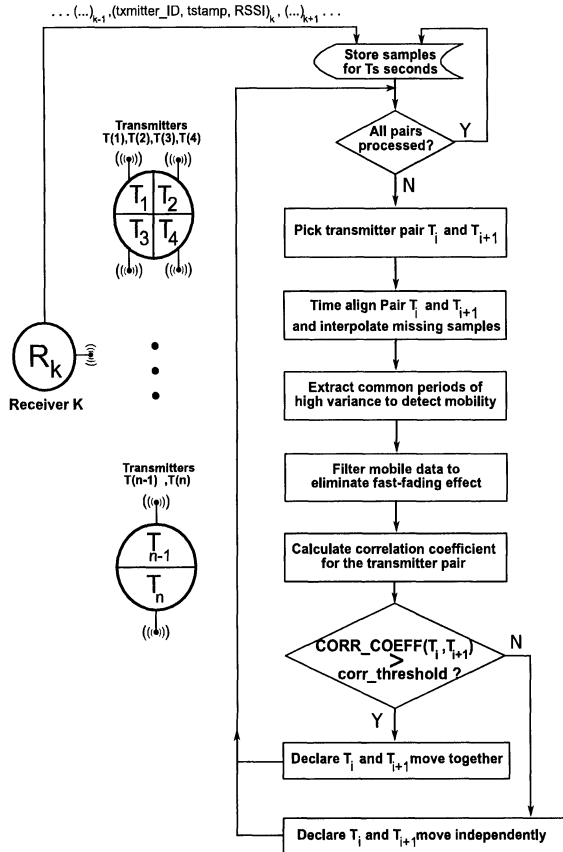 . . . (...)k-1 ,(txmitter_ID, tstamp, RSSI)k , (...)k+1 . . .
Store samples
for Ts seconds
All pairs
processed?
Y
N
Transmitters
T(1),T(2),T(3),T(4)
((())) ((()))
T1 T2
T3 T4
((())) ((()))
Pick transmitter pair Ti and Ti+1
Time align Pair Ti and Ti+1
and interpolate missing samples
Rk
Receiver K
Extract common periods of
high variance to detect mobility
Filter mobile data to
eliminate fast-fading effect
Transmitters
T(n-1) ,T(n)
((()))
Tn-1
Tn
((()))
Calculate correlation coefficient
for the transmitter pair
CORR_COEFF(Ti ,Ti+1)
>
corr_threshold ?
N
Y
Declare Ti and Ti+1 move together
Declare Ti and Ti+1 move independently